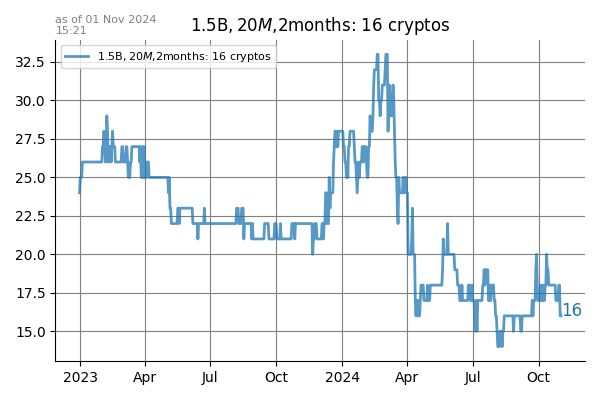 as of 01 Nov 2024
15:21
1.5B, 20M,2months: 16 cryptos
1.5B, 20M,2months: 16 cryptos
32.5
30.0
27.5
25.0
22.5
20.0
17.5
15.0
16
2023 Apr Jul Oct 2024 Apr Jul Oct